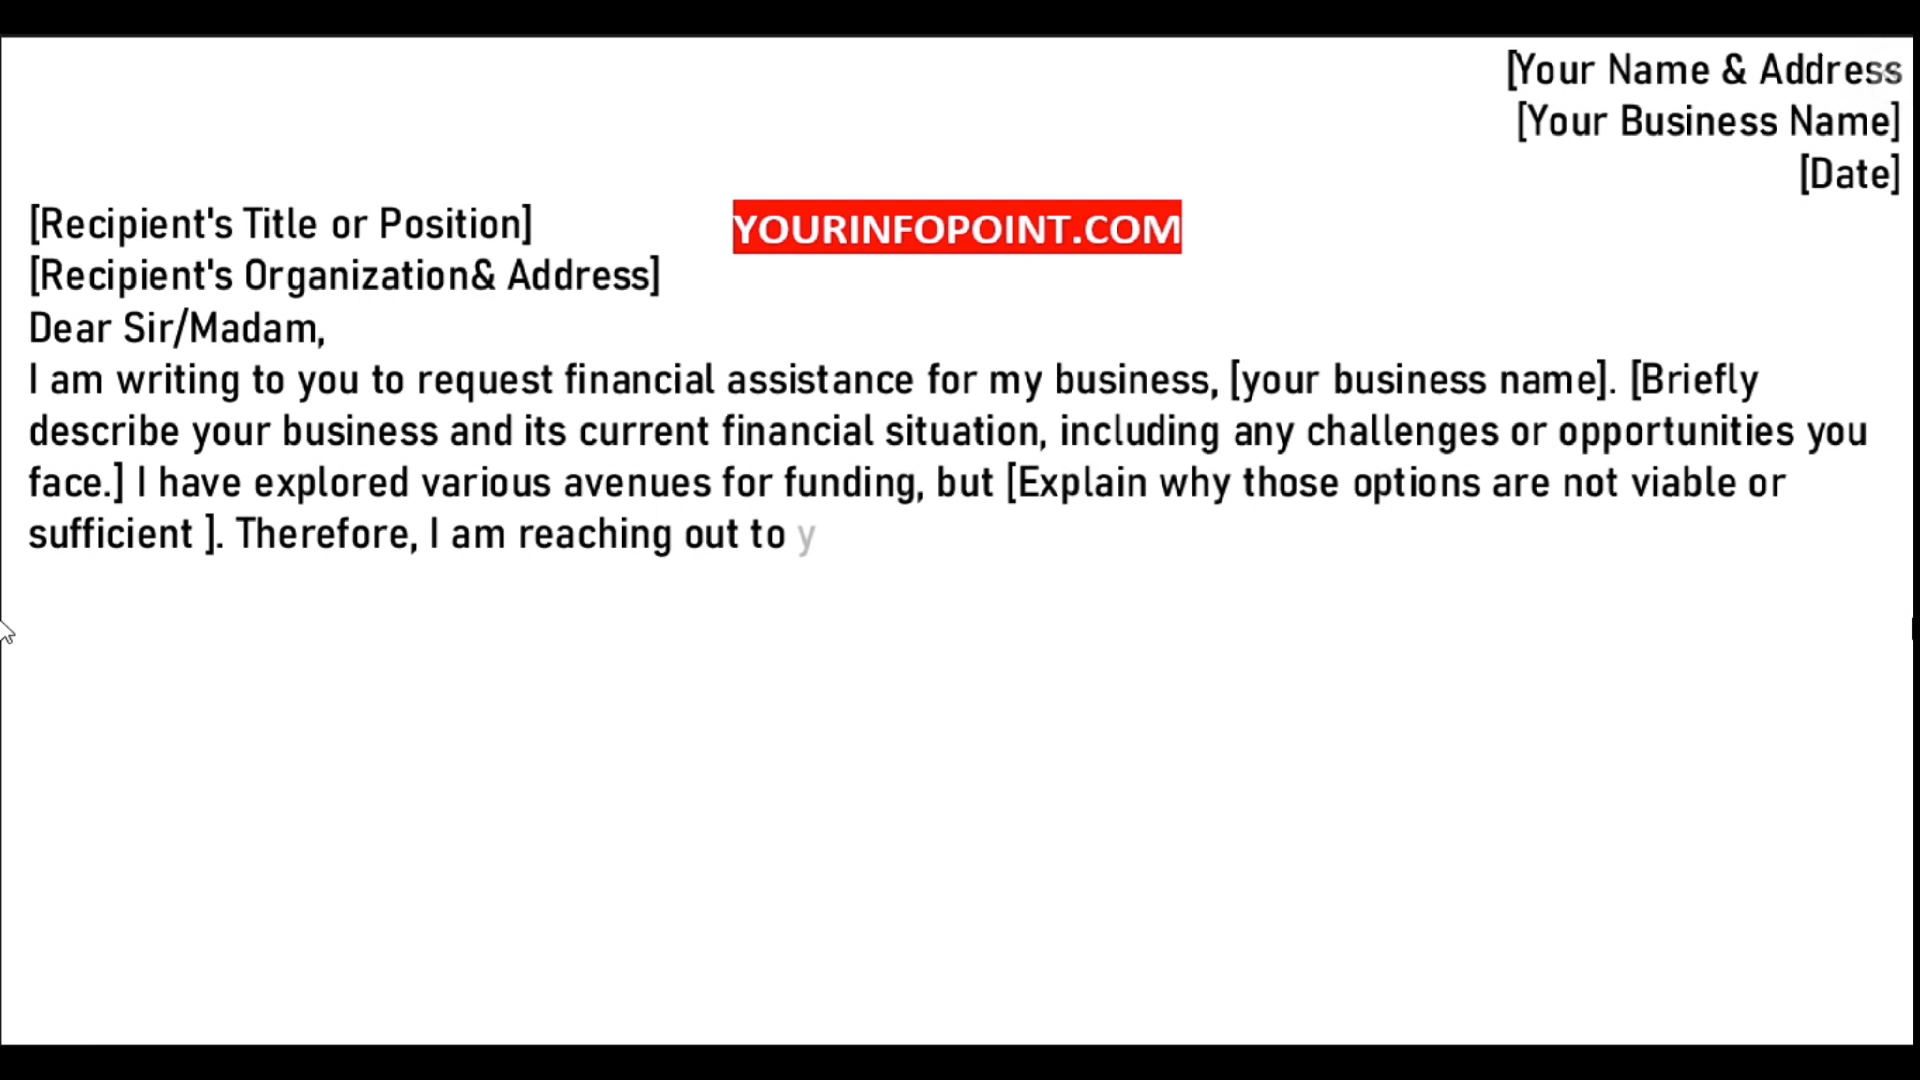 [Your Name & Address
[Your Business Name]
[Date]
[Recipient's Title or Position]
YOURINFOPOINT.COM
[Recipient's Organization& Address]
Dear Sir/Madam,
I am writing to you to request financial assistance for my business, [your business name]. [Briefly
describe your business and its current financial situation, including any challenges or opportunities you
face.] I have explored various avenues for funding, but [Explain why those options are not viable or
sufficient ]. Therefore, I am reaching out to y